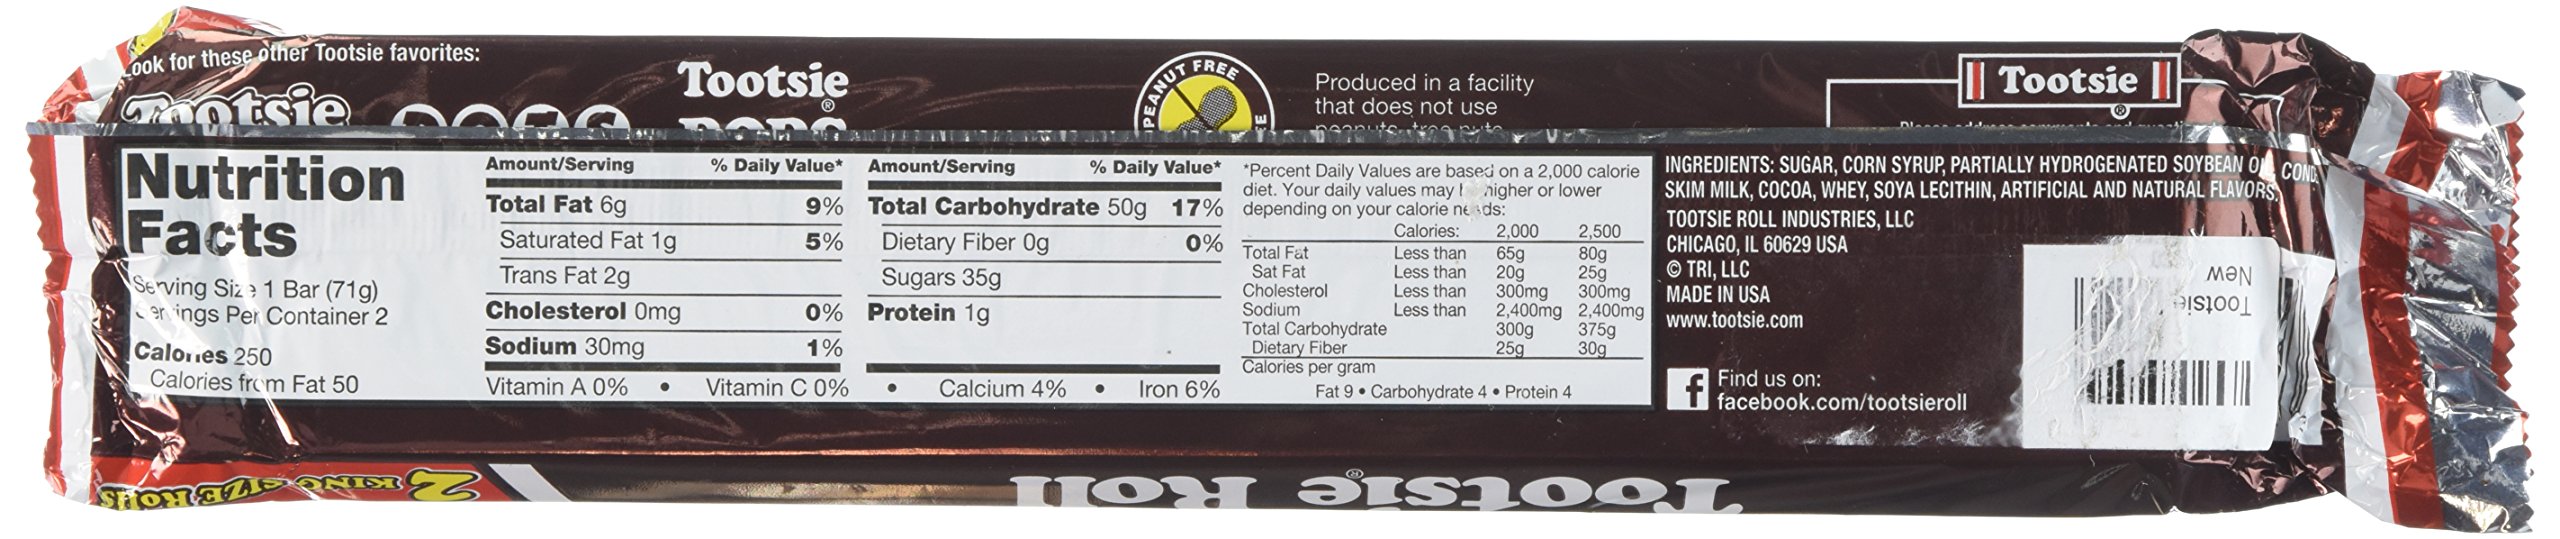 Look for these other Tootsie favorites:
Tootsie
DOTS
Tootsie®
POPS
PEANUT FREE
Produced in a facility
that does not use
peanuts, tree nuts
Tootsie®
Nutrition
Facts
Serving Size 1 Bar (71g)
Servings Per Container 2
Calories 250
Calories from Fat 50
Amount/Serving % Daily Value*
Total Fat 6g 9%
Saturated Fat 1g 5%
Trans Fat 2g
Cholesterol 0mg 0%
Sodium 30mg 1%
Amount/Serving % Daily Value*
Total Carbohydrate 50g 17%
Dietary Fiber 0g 0%
Sugars 35g
Protein 1g
Vitamin A 0% • Vitamin C 0% • Calcium 4% • Iron 6%
*Percent Daily Values are based on a 2,000 calorie
diet. Your daily values may be higher or lower
depending on your calorie needs:
Calories: 2,000 2,500
Total Fat Less than 65g 80g
Sat Fat Less than 20g 25g
Cholesterol Less than 300mg 300mg
Sodium Less than 2,400mg 2,400mg
Total Carbohydrate 300g 375g
Dietary Fiber 25g 30g
Calories per gram
Fat 9 • Carbohydrate 4 • Protein 4
INGREDIENTS: SUGAR, CORN SYRUP, PARTIALLY HYDROGENATED SOYBEAN OIL, COND.
SKIM MILK, COCOA, WHEY, SOYA LECITHIN, ARTIFICIAL AND NATURAL FLAVORS.
TOOTSIE ROLL INDUSTRIES, LLC
CHICAGO, IL 60629 USA
© TRI, LLC
MADE IN USA
www.tootsie.com
f Find us on:
facebook.com/tootsieroll
Tootsie
New
2 KING SIZE Rolls
Tootsie Roll®